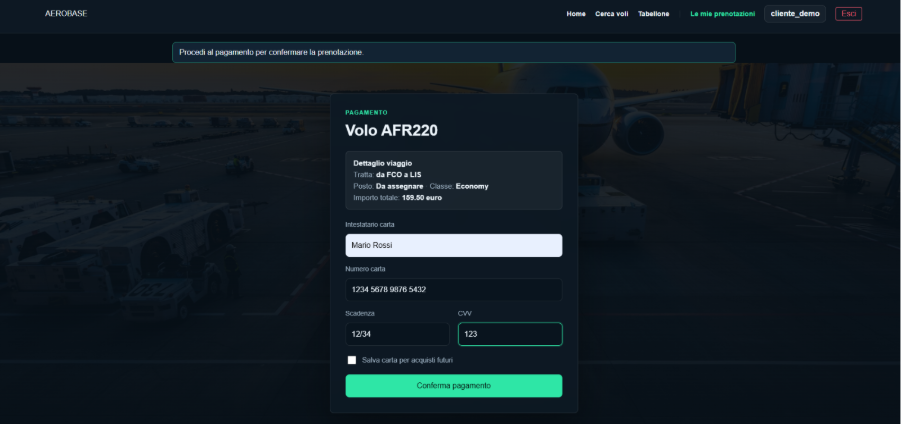 AEROBASE
Home Cerca voli Tabellone Le mie prenotazioni cliente_demo Esci
Procedi al pagamento per confermare la prenotazione.
PAGAMENTO
Volo AFR220
Dettaglio viaggio
Tratta: da FCO a LIS
Posto: Da assegnare Classe: Economy
Importo totale: 159.50 euro
Intestatario carta
Mario Rossi
Numero carta
1234 5678 9876 5432
Scadenza CVV
12/34 123
Salva carta per acquisti futuri
Conferma pagamento